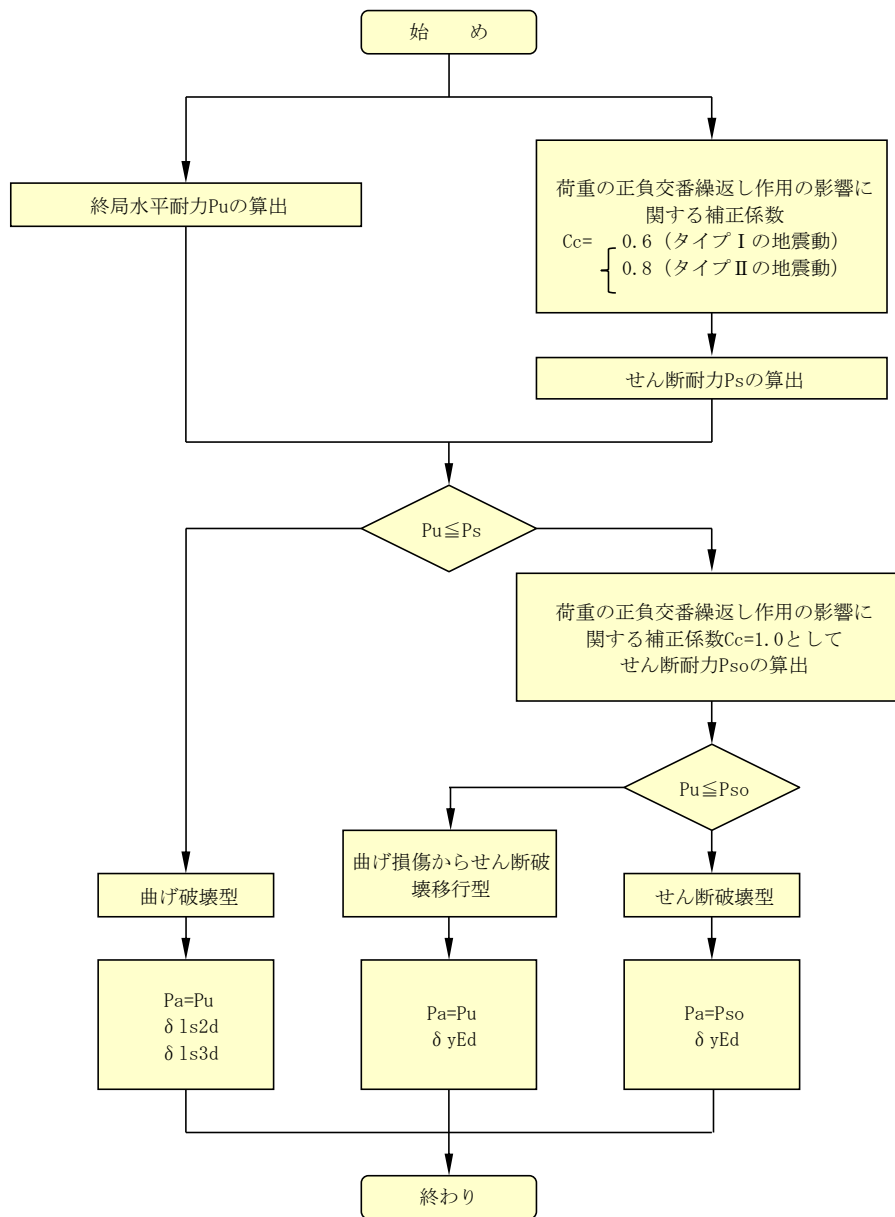 始　め
終局水平耐力Puの算出
荷重の正負交番繰返し作用の影響に
関する補正係数
Cc= 0.6（タイプⅠの地震動）
0.8（タイプⅡの地震動）
せん断耐力Psの算出
Pu≦Ps
荷重の正負交番繰返し作用の影響に
関する補正係数Cc=1.0として
せん断耐力Psoの算出
Pu≦Pso
曲げ破壊型
曲げ損傷からせん断破
壊移行型
せん断破壊型
Pa=Pu
δls2d
δls3d
Pa=Pu
δyEd
Pa=Pso
δyEd
終わり